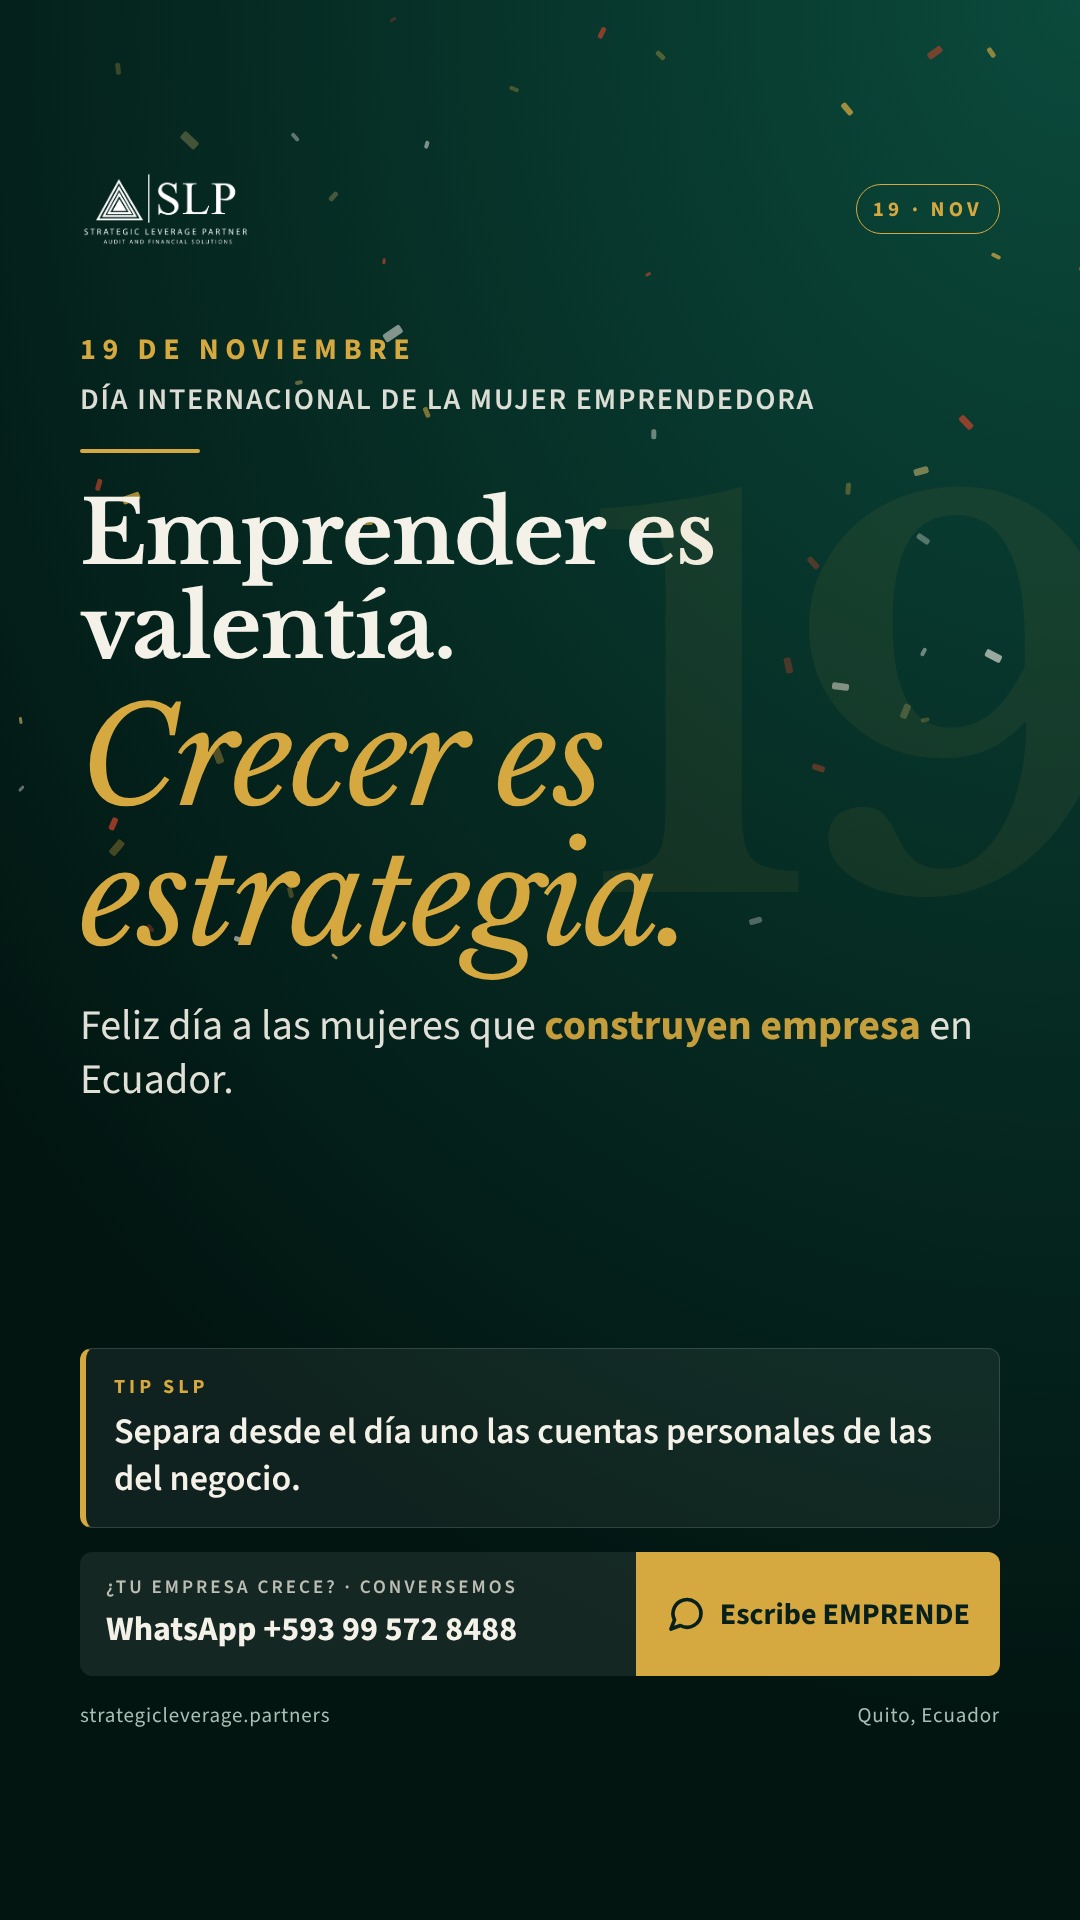 SLP
STRATEGIC LEVERAGE PARTNER
AUDIT AND FINANCIAL SOLUTIONS
19 · NOV
19 DE NOVIEMBRE
DÍA INTERNACIONAL DE LA MUJER EMPRENDEDORA
19
Emprender es
valentía.
Crecer es
estrategia.
Feliz día a las mujeres que construyen empresa en
Ecuador.
TIP SLP
Separa desde el día uno las cuentas personales de las
del negocio.
¿TU EMPRESA CRECE? · CONVERSEMOS
WhatsApp +593 99 572 8488
Escribe EMPRENDE
strategicleverage.partners
Quito, Ecuador